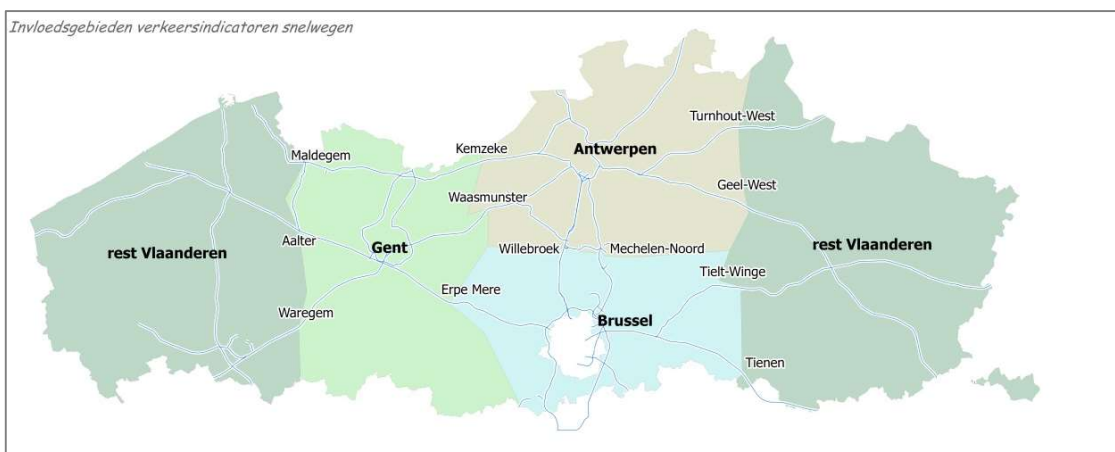 Invloedsgebieden verkeersindicatoren snelwegen
Turnhout-West
Kemzeke
Antwerpen
Maldegem
Geel-West
Waasmunster
Aalter
Gent
Willebroek
Mechelen-Noord
rest Vlaanderen
rest Vlaanderen
Tielt-Winge
Erpe Mere
Waregem
Brussel
Tienen